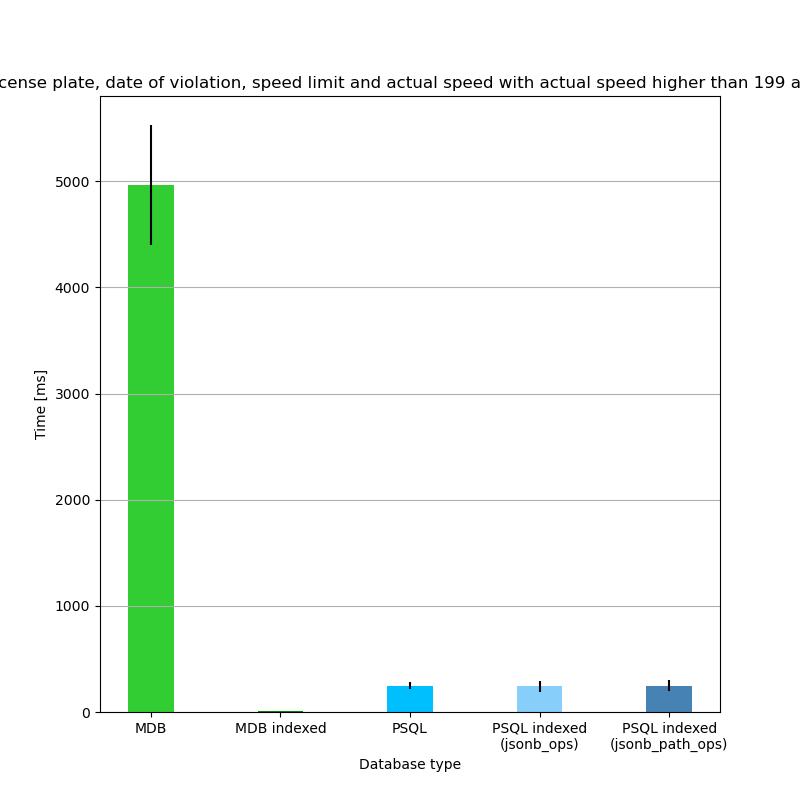 cense plate, date of violation, speed limit and actual speed with actual speed higher than 199 a
5000
4000
3000
2000
1000
0
Time [ms]
MDB
MDB indexed
PSQL
PSQL indexed
(jsonb_ops)
PSQL indexed
(jsonb_path_ops)
Database type